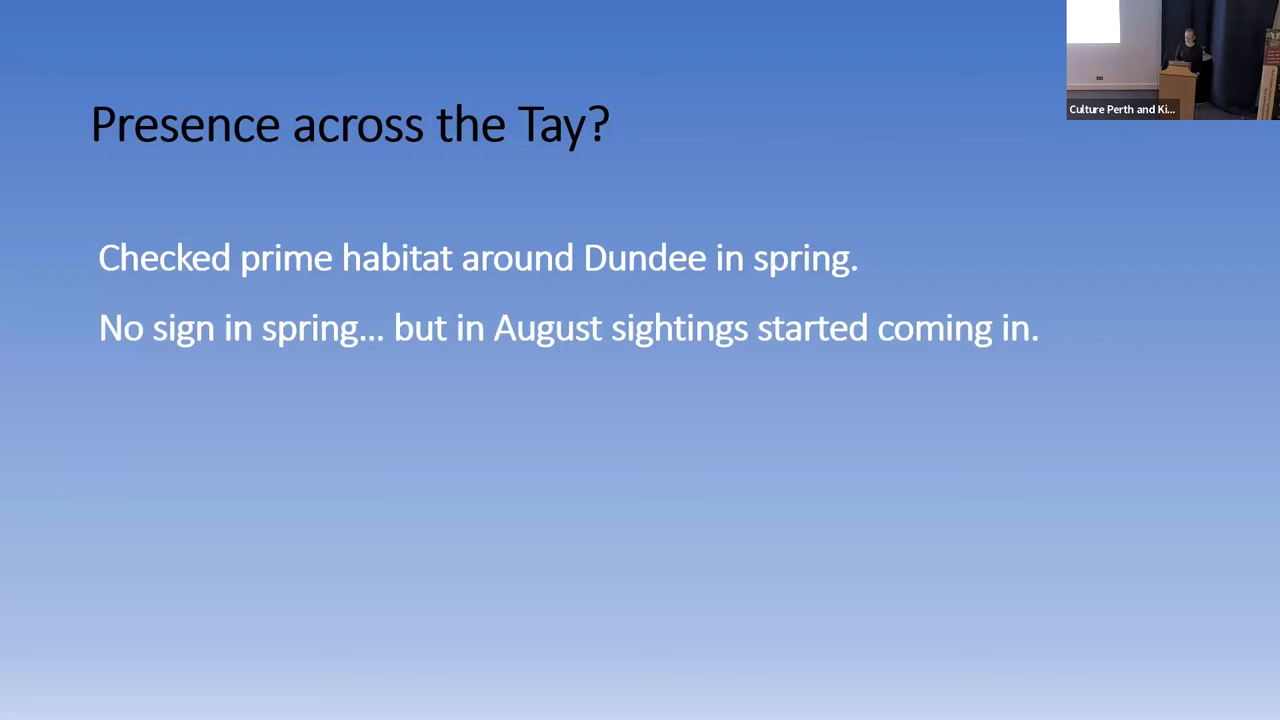 Presence across the Tay?
Checked prime habitat around Dundee in spring.
No sign in spring... but in August sightings started coming in.
Culture Perth and Ki...